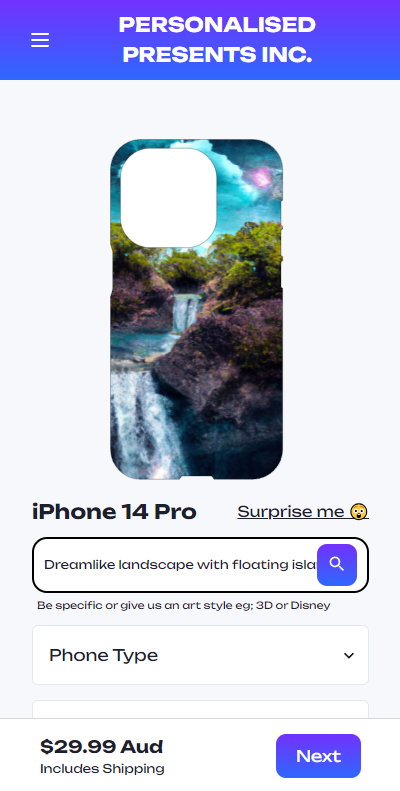 PERSONALISED
PRESENTS INC.
iPhone 14 Pro
Surprise me 😲
Dreamlike landscape with floating
Be specific or give us an art style eg; 3D or Disney
Phone Type
$29.99 Aud
Includes Shipping
Next